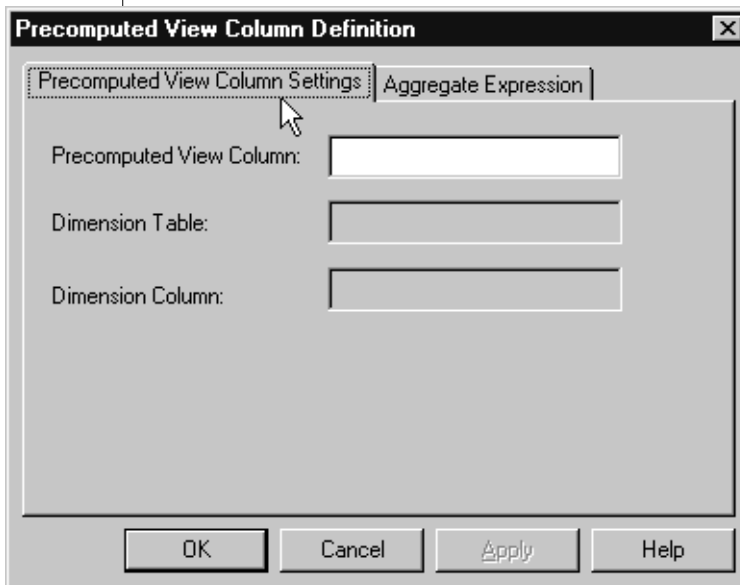 Precomputed View Column Definition
Precomputed View Column Settings
Aggregate Expression
Precomputed View Column:
Dimension Table:
Dimension Column:
OK
Cancel
Apply
Help